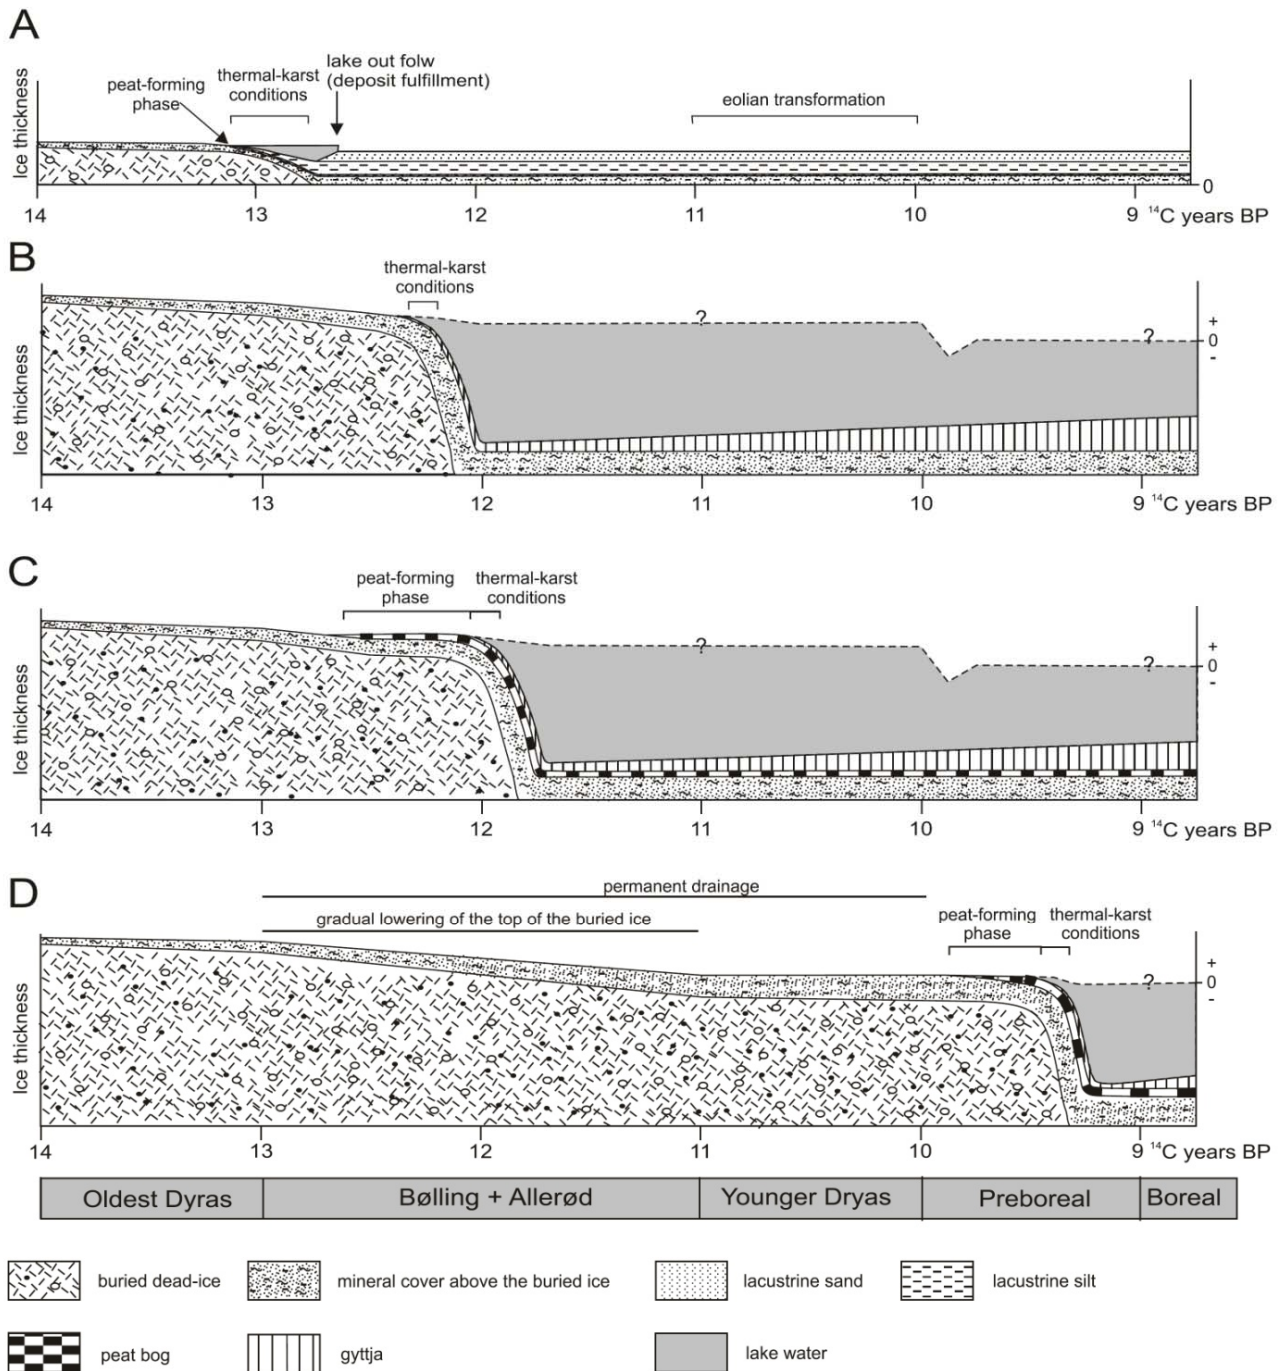 A
Ice thickness
peat-forming
phase
thermal-karst
conditions
lake out folw
(deposit fulfillment)
eolian transformation
0
14 13 12 11 10 9 ¹⁴C years BP
B
Ice thickness
thermal-karst
conditions
?
?
+
0
-
14 13 12 11 10 9 ¹⁴C years BP
C
Ice thickness
peat-forming
phase
thermal-karst
conditions
?
?
+
0
-
14 13 12 11 10 9 ¹⁴C years BP
D
Ice thickness
permanent drainage
gradual lowering of the top of the buried ice
peat-forming
phase
thermal-karst
conditions
?
+
0
-
14 13 12 11 10 9 ¹⁴C years BP
Oldest Dyras Bølling + Allerød Younger Dryas Preboreal Boreal
buried dead-ice mineral cover above the buried ice lacustrine sand lacustrine silt
peat bog gyttja lake water